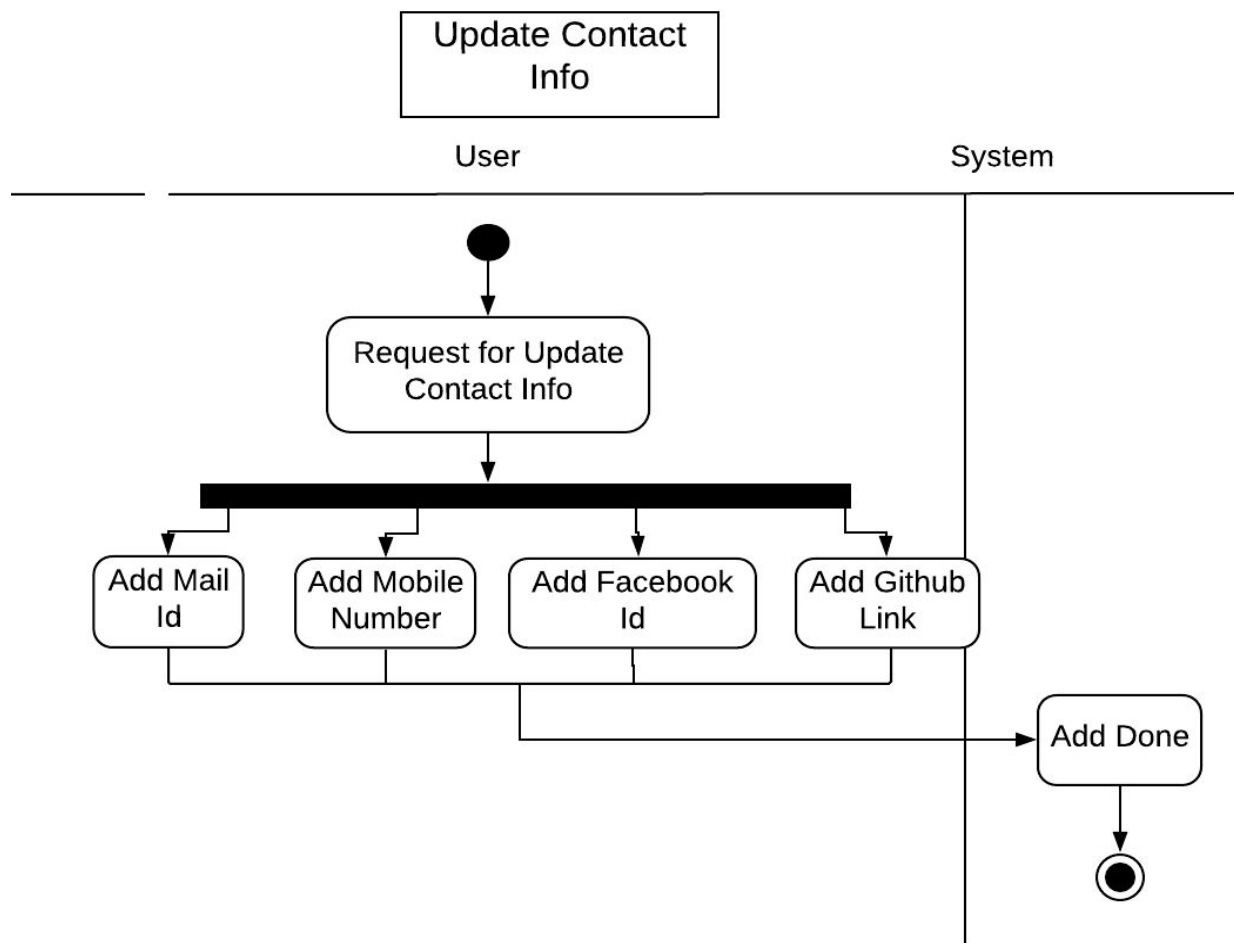 Update Contact
Info
User
System
Request for Update
Contact Info
Add Mail
Id
Add Mobile
Number
Add Facebook
Id
Add Github
Link
Add Done